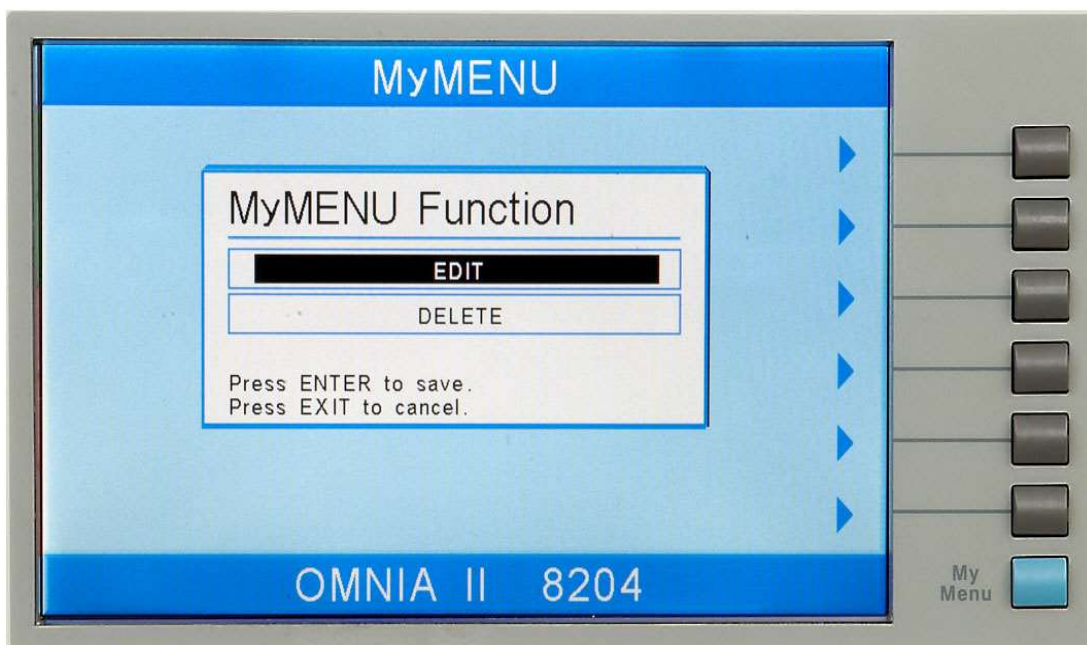 MyMENU
MyMENU Function
EDIT
DELETE
Press ENTER to save.
Press EXIT to cancel.
OMNIA II 8204
My
Menu